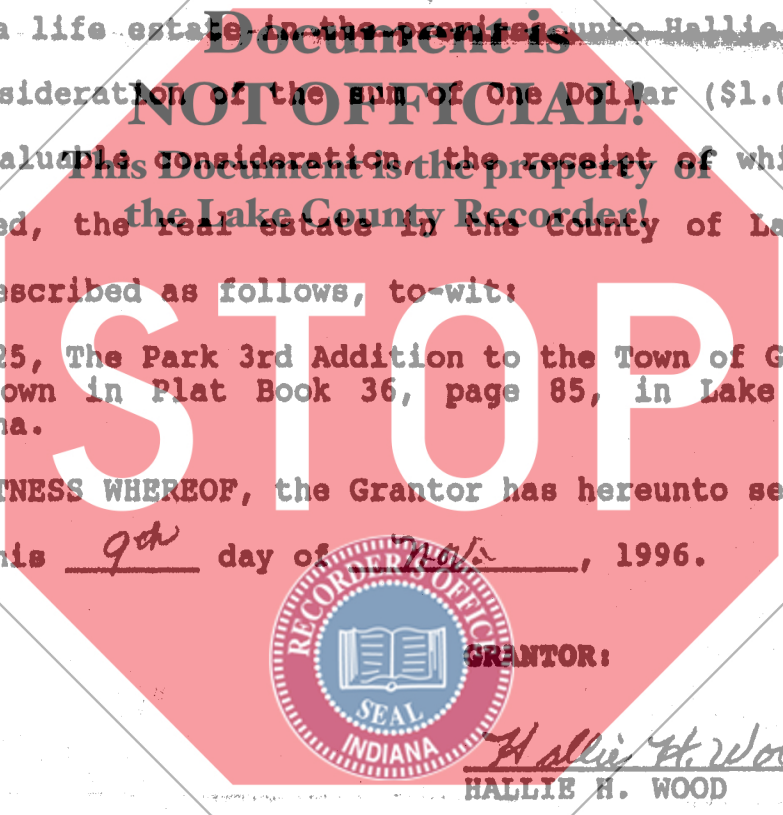 a life estate in the premises unto Hallie
Document is
sideration of the sum of One Dollar ($1.0
NOT OFFICIAL!
aluable consideration, the receipt of whi
This Document is the property of
ed, the real estate in the County of La
the Lake County Recorder!
escribed as follows, to-wit:
STOP
25, The Park 3rd Addition to the Town of G
own in Plat Book 36, page 85, in Lake
na.
TNESS WHEREOF, the Grantor has hereunto se
his 9th day of Nov, 1996.
RECORDER'S OFFICE
SEAL
INDIANA
GRANTOR:
Hallie H. Woo
HALLIE H. WOOD